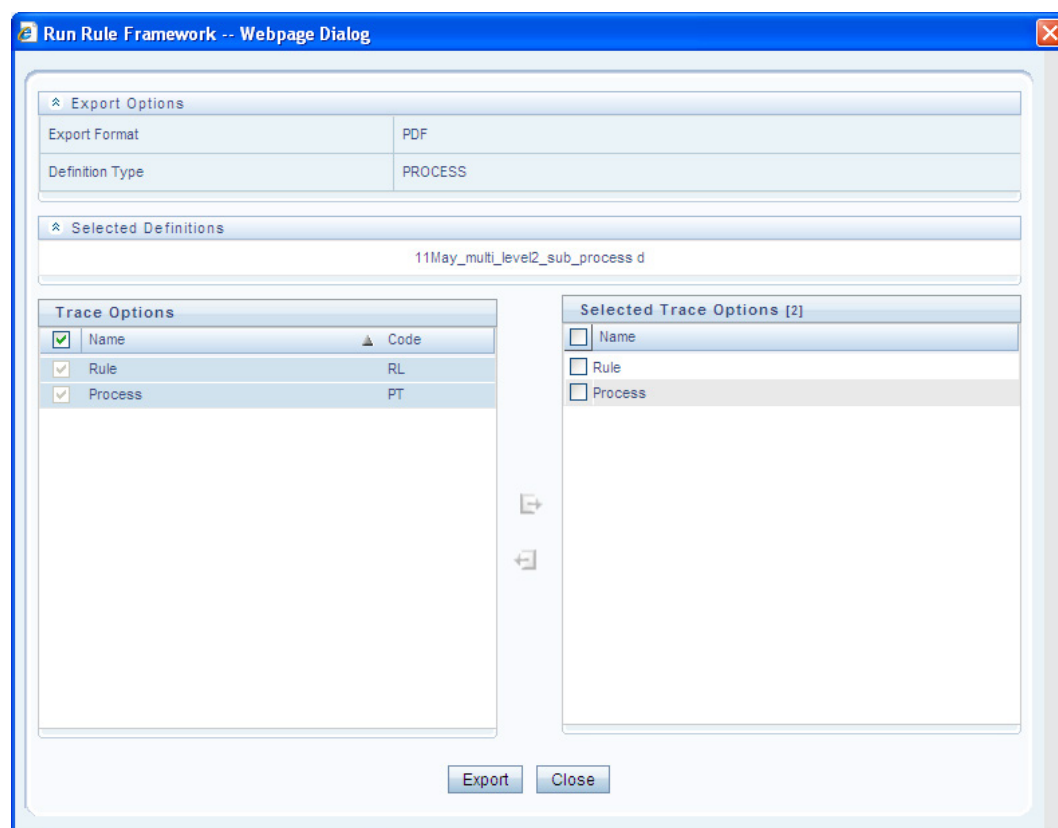 Run Rule Framework -- Webpage Dialog
Export Options
Export Format PDF
Definition Type PROCESS
Selected Definitions
11May_multi_level2_sub_process d
Trace Options
Name Code
Rule RL
Process PT
Selected Trace Options [2]
Name
Rule
Process
Export Close